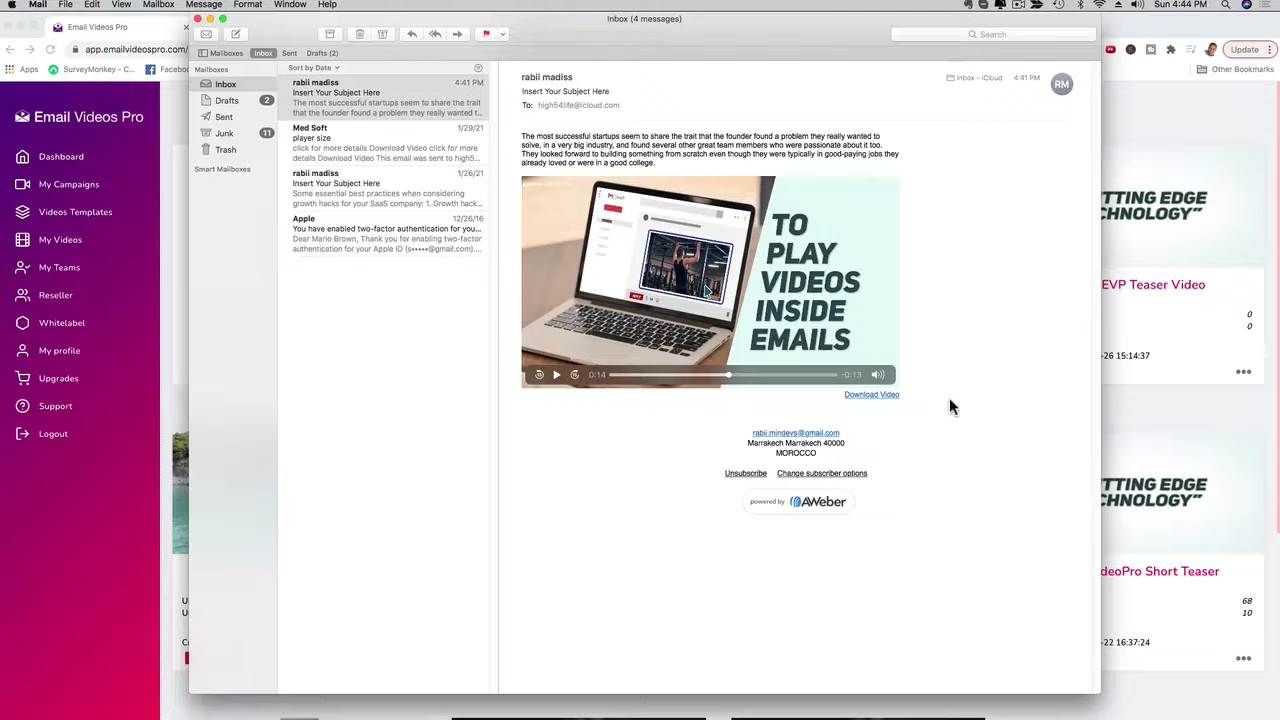 Mail File Edit View Mailbox Message Format Window Help
Sun 4:44 PM
Email Videos Pro
app.emailvideospro.com/
Update
Apps
SurveyMonkey - C...
Faceboo
Other Bookmarks
Email Videos Pro
Dashboard
My Campaigns
Videos Templates
My Videos
My Teams
Reseller
Whitelabel
My profile
Upgrades
Support
Logout
Inbox (4 messages)
Search
Mailboxes Inbox Sent Drafts (2)
Mailboxes
Inbox
Drafts 2
Sent
Junk 11
Trash
Smart Mailboxes
Sort by Date
rabii madiss 4:41 PM
Insert Your Subject Here
The most successful startups seem to share the trait
that the founder found a problem they really wanted t...
Med Soft 1/29/21
player size
click for more details Download Video click for more
details Download Video This email was sent to high5...
rabii madiss 1/26/21
Insert Your Subject Here
Some essential best practices when considering
growth hacks for your SaaS company: 1. Growth hack...
Apple 12/26/16
You have enabled two-factor authentication for you...
Dear Mario Brown, Thank you for enabling two-factor
authentication for your Apple ID (s•••••@gmail.com)....
rabii madiss
Inbox - iCloud 4:41 PM
RM
Insert Your Subject Here
To: high54life@icloud.com
The most successful startups seem to share the trait that the founder found a problem they really wanted to
solve, in a very big industry, and found several other great team members who were passionate about it too.
They looked forward to building something from scratch even though they were typically in good-paying jobs they
already loved or were in a good college.
TO
PLAY
VIDEOS
INSIDE
EMAILS
0:14 -0:13
Download Video
rabii.mindevs@gmail.com
Marrakech Marrakech 40000
MOROCCO
Unsubscribe Change subscriber options
powered by AWeber
TTING EDGE
CHNOLOGY”
EVP Teaser Video
0
0
-26 15:14:37
TTING EDGE
CHNOLOGY”
deoPro Short Teaser
68
10
-22 16:37:24